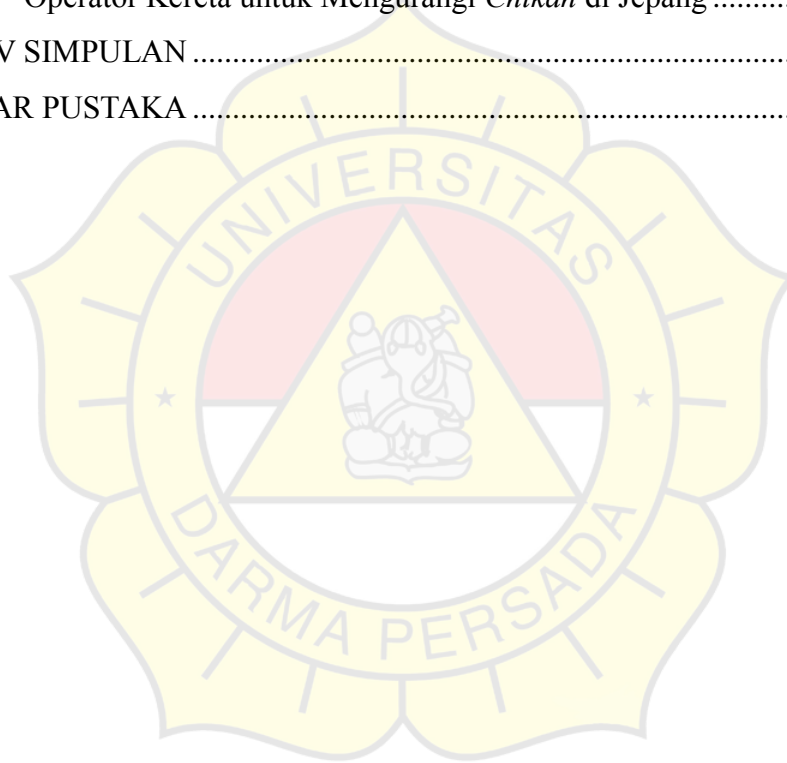 Operator Kereta untuk Mengurangi Chikan di Jepang ..........
V SIMPULAN ..........................................................................
AR PUSTAKA ..........................................................................
UNIVERSITAS
DARMA PERSADA